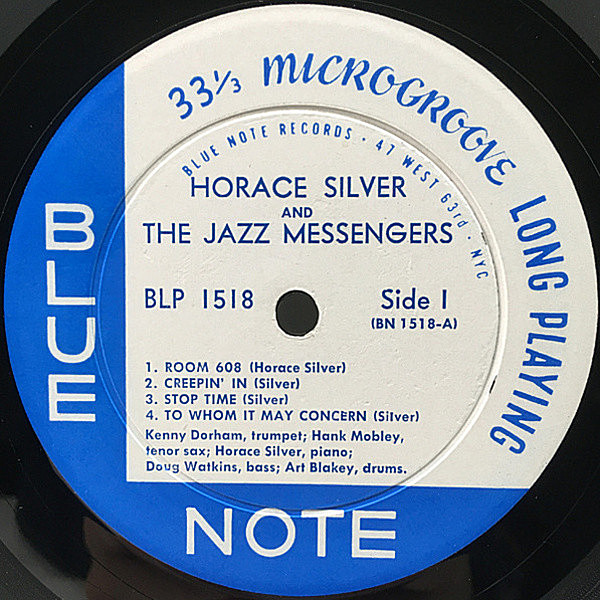 33⅓ MICROGROOVE LONG PLAYING
BLUE NOTE RECORDS · 47 WEST 63rd · NYC
HORACE SILVER
AND
THE JAZZ MESSENGERS
BLP 1518 Side 1
(BN 1518-A)
1. ROOM 608 (Horace Silver)
2. CREEPIN' IN (Silver)
3. STOP TIME (Silver)
4. TO WHOM IT MAY CONCERN (Silver)
Kenny Dorham, trumpet; Hank Mobley,
tenor sax; Horace Silver, piano;
Doug Watkins, bass; Art Blakey, drums.
BLUE
NOTE